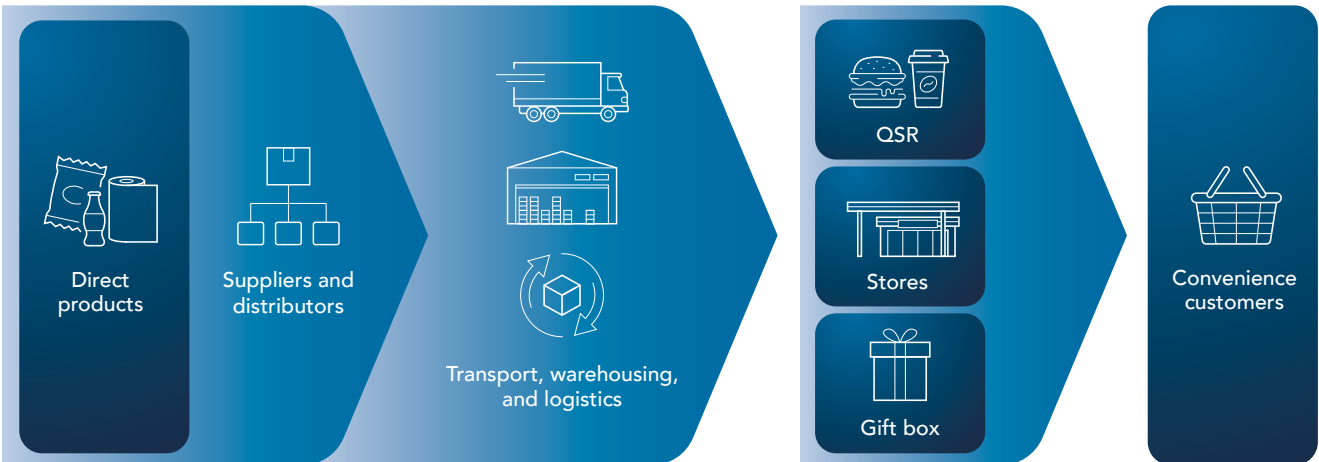 Direct
products
Suppliers and
distributors
Transport, warehousing,
and logistics
QSR
Stores
Gift box
Convenience
customers